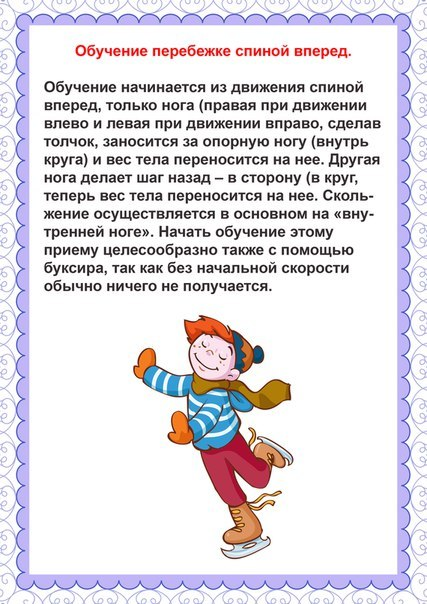 Обучение перебежке спиной вперед.
Обучение начинается из движения спиной
вперед, только нога (правая при движении
влево и левая при движении вправо, сделав
толчок, заносится за опорную ногу (внутрь
круга) и вес тела переносится на нее. Другая
нога делает шаг назад – в сторону (в круг,
теперь вес тела переносится на нее. Сколь-
жение осуществляется в основном на «вну-
тренней ноге». Начать обучение этому
приему целесообразно также с помощью
буксира, так как без начальной скорости
обычно ничего не получается.